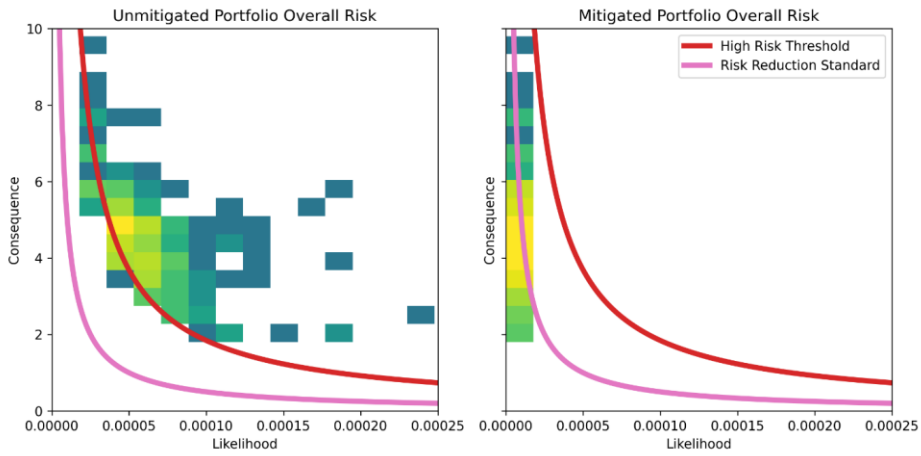 Unmitigated Portfolio Overall Risk
10
8
6
4
2
0
Consequence
0.00000 0.00005 0.00010 0.00015 0.00020 0.00025
Likelihood
Mitigated Portfolio Overall Risk
High Risk Threshold
Risk Reduction Standard
Consequence
0.00000 0.00005 0.00010 0.00015 0.00020 0.00025
Likelihood